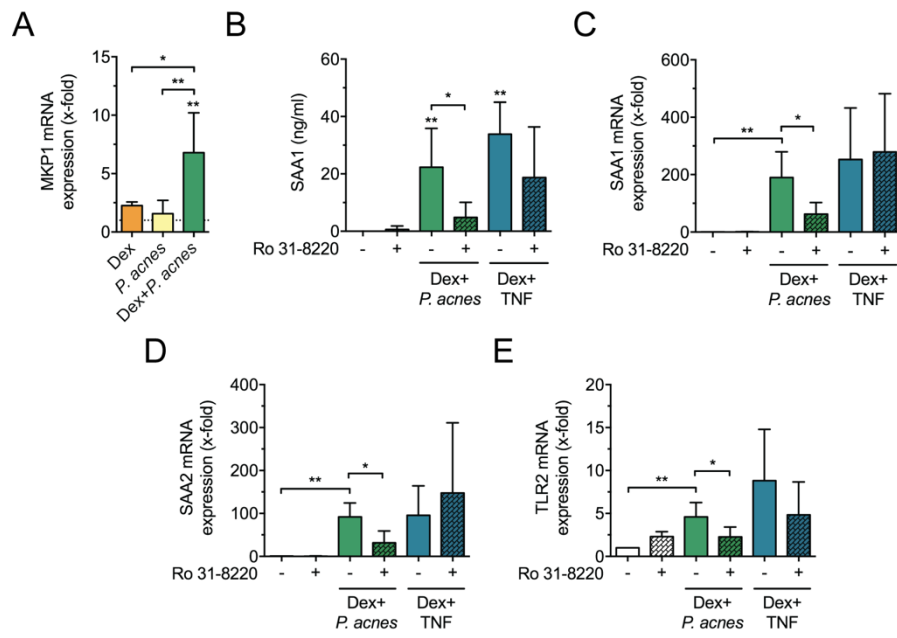 A
MKP1 mRNA
expression (x-fold)
15
10
5
0
*
**
**
Dex
P. acnes
Dex+P. acnes
B
SAA1 (ng/ml)
60
40
20
0
**
*
**
Ro 31-8220
- + - + - +
Dex+
P. acnes
Dex+
TNF
C
SAA1 mRNA
expression (x-fold)
600
400
200
0
**
*
Ro 31-8220
- + - + - +
Dex+
P. acnes
Dex+
TNF
D
SAA2 mRNA
expression (x-fold)
400
300
200
100
0
**
*
Ro 31-8220
- + - + - +
Dex+
P. acnes
Dex+
TNF
E
TLR2 mRNA
expression (x-fold)
20
15
10
5
0
**
*
Ro 31-8220
- + - + - +
Dex+
P. acnes
Dex+
TNF